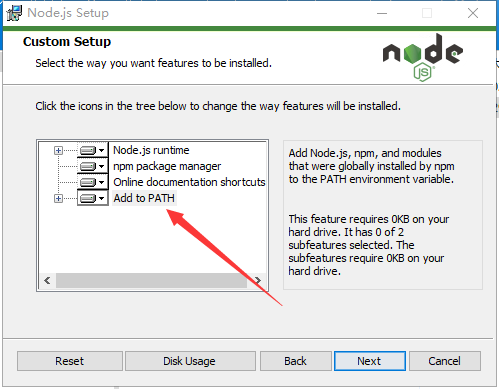 Node.js Setup
Custom Setup
Select the way you want features to be installed.
node
JS
Click the icons in the tree below to change the way features will be installed.
Node.js runtime
npm package manager
Online documentation shortcuts
Add to PATH
Add Node.js, npm, and modules
that were globally installed by npm
to the PATH environment variable.
This feature requires 0KB on your
hard drive. It has 0 of 2
subfeatures selected. The
subfeatures require 0KB on your
hard drive.
Reset
Disk Usage
Back
Next
Cancel